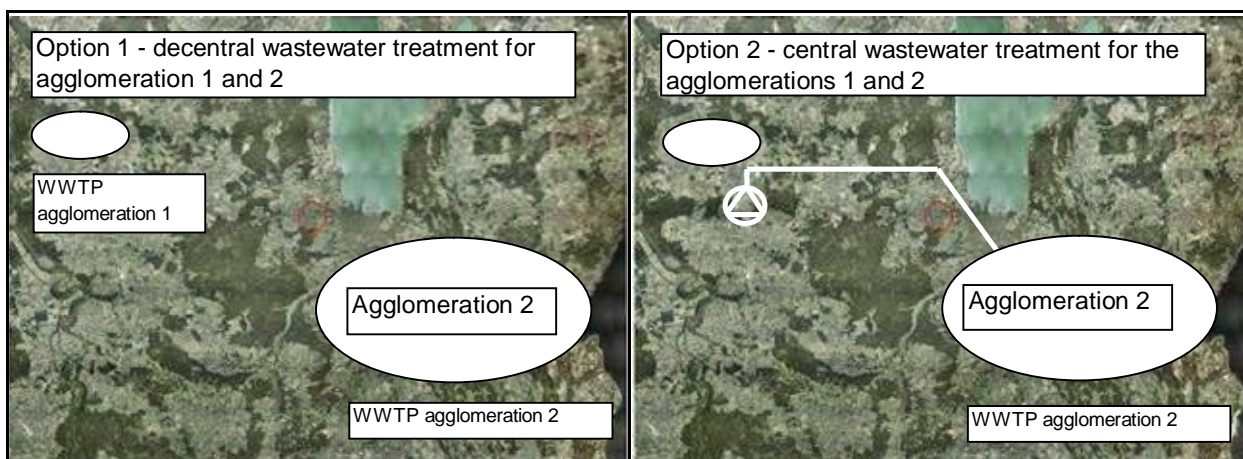 Option 1 - decentral wastewater treatment for
agglomeration 1 and 2
WWTP
agglomeration 1
Agglomeration 2
WWTP agglomeration 2
Option 2 - central wastewater treatment for the
agglomerations 1 and 2
Agglomeration 2
WWTP agglomeration 2